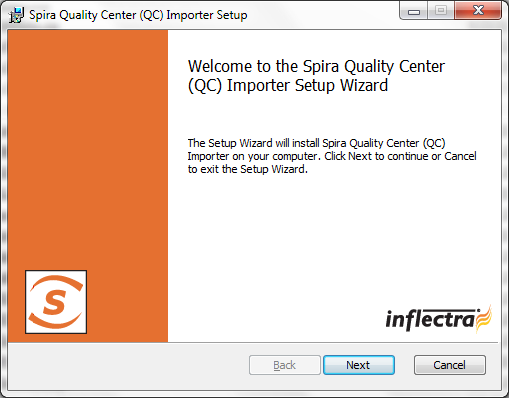 Spira Quality Center (QC) Importer Setup
Welcome to the Spira Quality Center
(QC) Importer Setup Wizard
The Setup Wizard will install Spira Quality Center (QC)
Importer on your computer. Click Next to continue or Cancel
to exit the Setup Wizard.
S
inflectra
Back
Next
Cancel